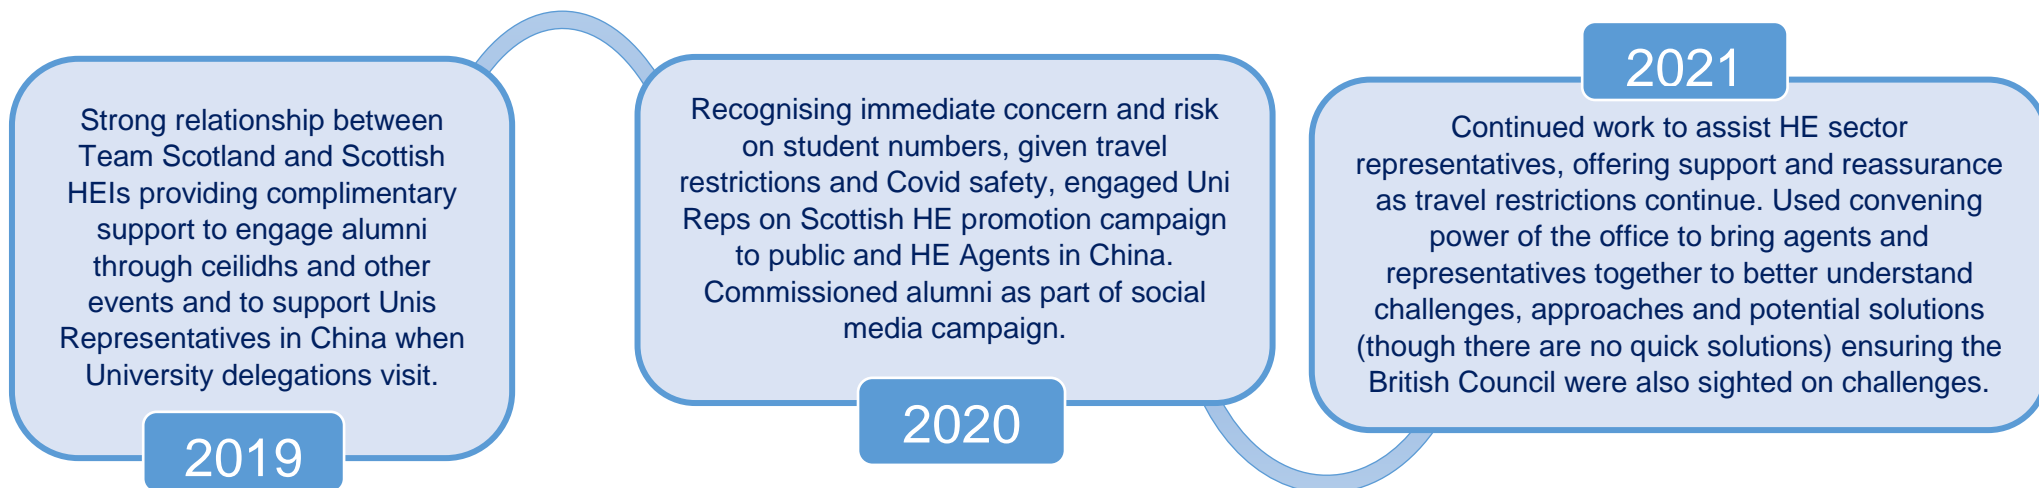 Strong relationship between
Team Scotland and Scottish
HEIs providing complimentary
support to engage alumni
through ceilidhs and other
events and to support Unis
Representatives in China when
University delegations visit.
2019
Recognising immediate concern and risk
on student numbers, given travel
restrictions and Covid safety, engaged Uni
Reps on Scottish HE promotion campaign
to public and HE Agents in China.
Commissioned alumni as part of social
media campaign.
2020
2021
Continued work to assist HE sector
representatives, offering support and reassurance
as travel restrictions continue. Used convening
power of the office to bring agents and
representatives together to better understand
challenges, approaches and potential solutions
(though there are no quick solutions) ensuring the
British Council were also sighted on challenges.